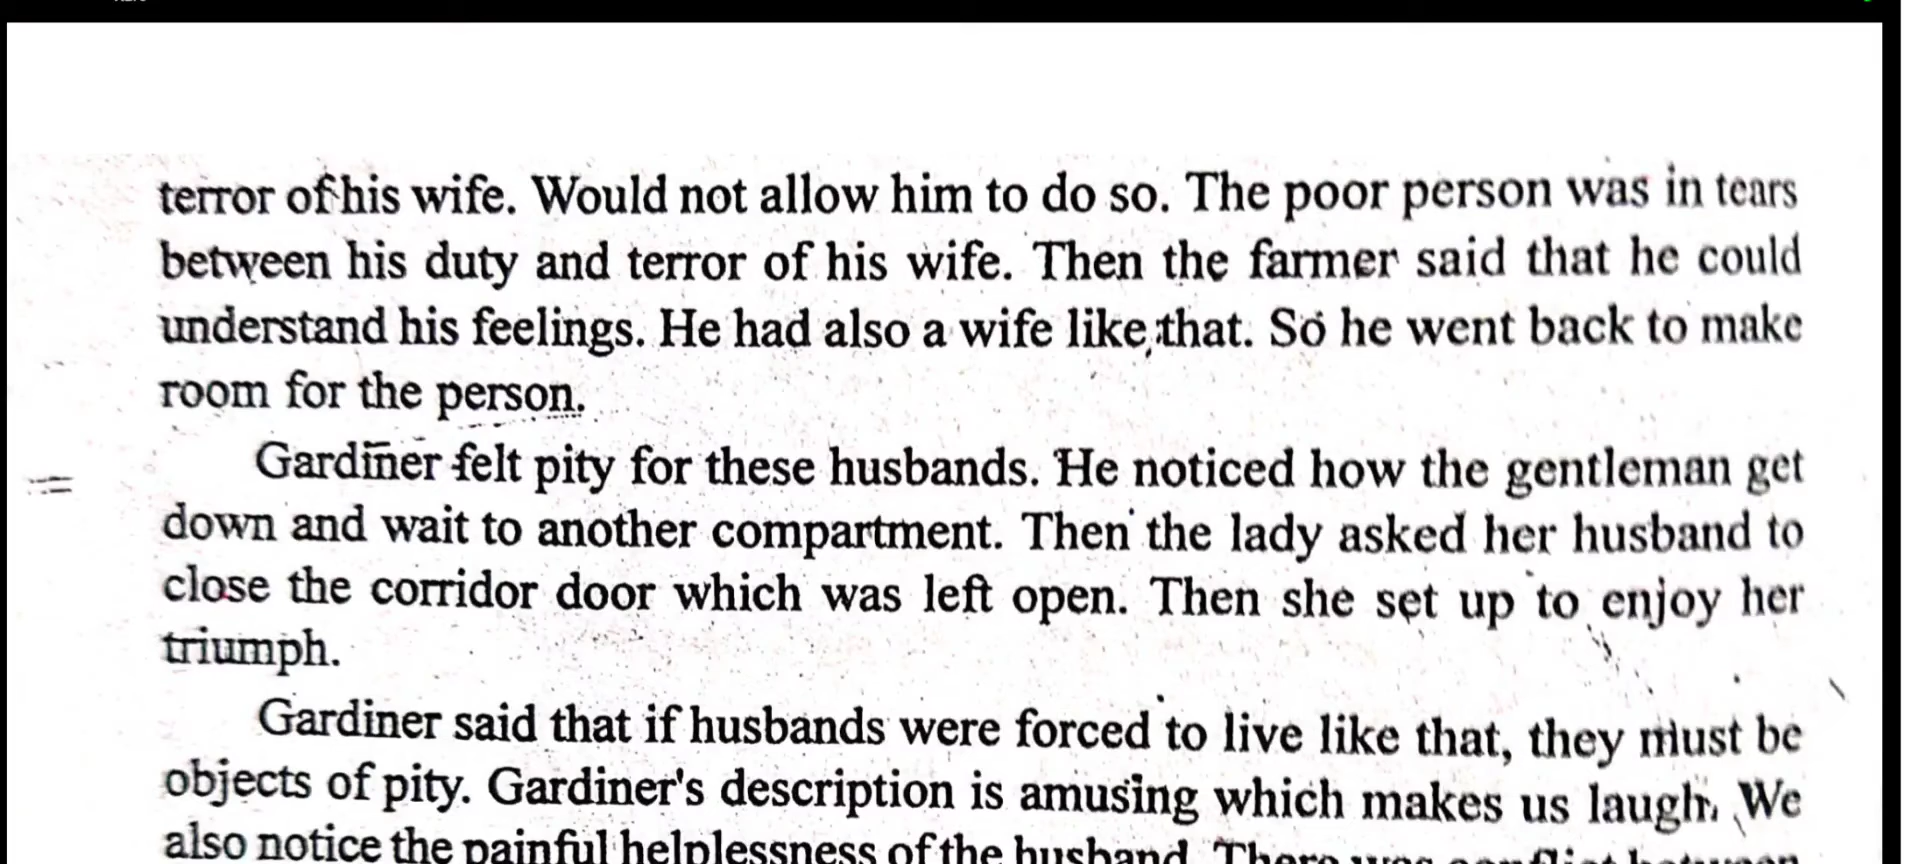 terror of his wife. Would not allow him to do so. The poor person was in tears
between his duty and terror of his wife. Then the farmer said that he could
understand his feelings. He had also a wife like that. So he went back to make
room for the person.
Gardiner felt pity for these husbands. He noticed how the gentleman get
down and wait to another compartment. Then the lady asked her husband to
close the corridor door which was left open. Then she set up to enjoy her
triumph.
Gardiner said that if husbands were forced to live like that, they must be
objects of pity. Gardiner's description is amusing which makes us laugh. We
also notice the painful helplessness of the husband. There was conflict between